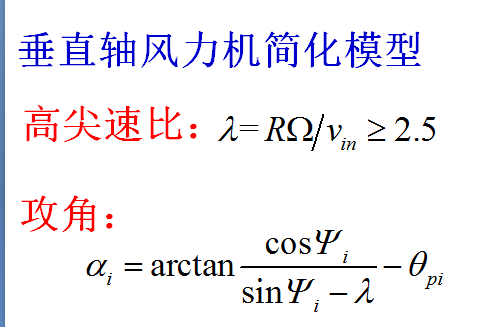 垂直轴风力机简化模型
高尖速比：λ=RΩ/v_in ≥ 2.5
攻角：
α_i = arctan cosΨ_i / (sinΨ_i − λ) − θ_pi